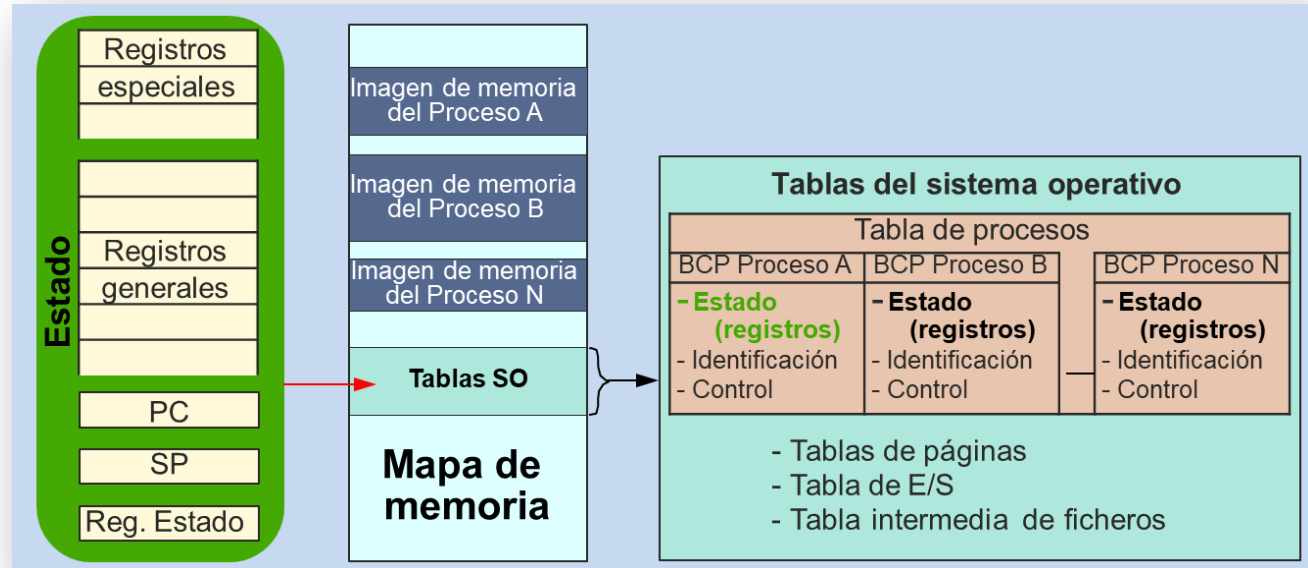 Estado
Registros
especiales
Registros
generales
PC
SP
Reg. Estado
Imagen de memoria
del Proceso A
Imagen de memoria
del Proceso B
Imagen de memoria
del Proceso N
Tablas SO
Mapa de
memoria
Tablas del sistema operativo
Tabla de procesos
BCP Proceso A
- Estado
(registros)
- Identificación
- Control
BCP Proceso B
- Estado
(registros)
- Identificación
- Control
BCP Proceso N
- Estado
(registros)
- Identificación
- Control
- Tablas de páginas
- Tabla de E/S
- Tabla intermedia de ficheros